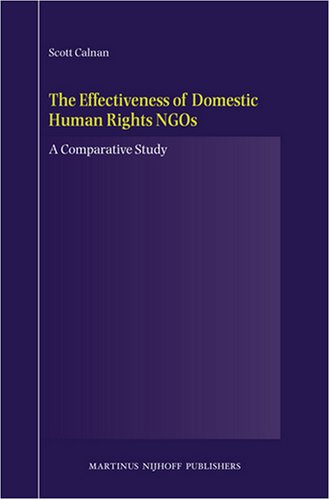 Scott Calnan
The Effectiveness of Domestic
Human Rights NGOs
A Comparative Study
MARTINUS NIJHOFF PUBLISHERS